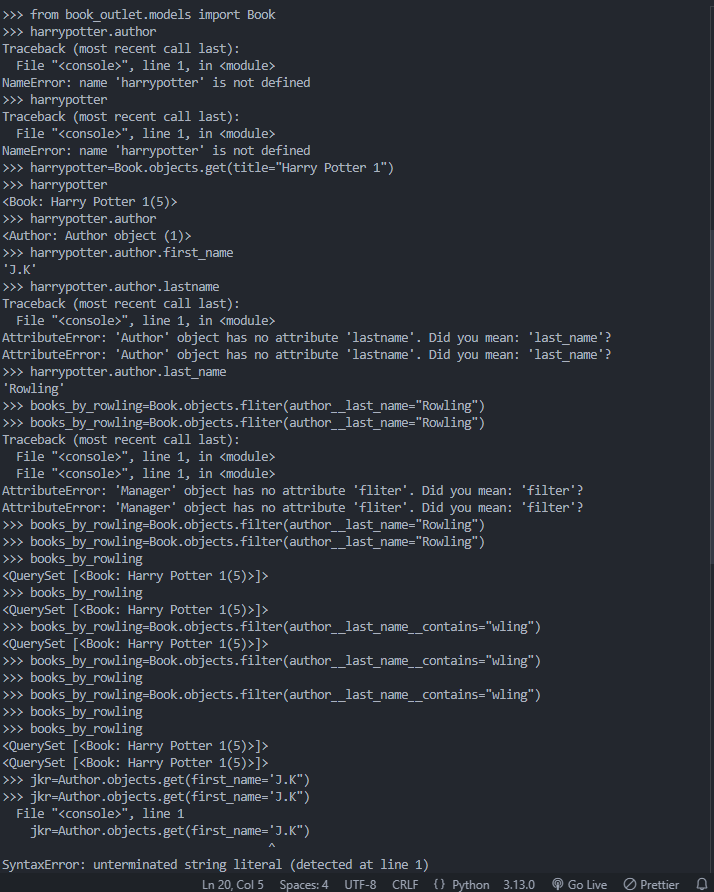 >>> from book_outlet.models import Book
>>> harrypotter.author
Traceback (most recent call last):
  File "<console>", line 1, in <module>
NameError: name 'harrypotter' is not defined
>>> harrypotter
Traceback (most recent call last):
  File "<console>", line 1, in <module>
NameError: name 'harrypotter' is not defined
>>> harrypotter=Book.objects.get(title="Harry Potter 1")
>>> harrypotter
<Book: Harry Potter 1(5)>
>>> harrypotter.author
<Author: Author object (1)>
>>> harrypotter.author.first_name
'J.K'
>>> harrypotter.author.lastname
Traceback (most recent call last):
  File "<console>", line 1, in <module>
AttributeError: 'Author' object has no attribute 'lastname'. Did you mean: 'last_name'?
AttributeError: 'Author' object has no attribute 'lastname'. Did you mean: 'last_name'?
>>> harrypotter.author.last_name
'Rowling'
>>> books_by_rowling=Book.objects.fliter(author__last_name="Rowling")
>>> books_by_rowling=Book.objects.fliter(author__last_name="Rowling")
Traceback (most recent call last):
  File "<console>", line 1, in <module>
  File "<console>", line 1, in <module>
AttributeError: 'Manager' object has no attribute 'fliter'. Did you mean: 'filter'?
AttributeError: 'Manager' object has no attribute 'fliter'. Did you mean: 'filter'?
>>> books_by_rowling=Book.objects.filter(author__last_name="Rowling")
>>> books_by_rowling=Book.objects.filter(author__last_name="Rowling")
>>> books_by_rowling
<QuerySet [<Book: Harry Potter 1(5)>]>
>>> books_by_rowling
<QuerySet [<Book: Harry Potter 1(5)>]>
>>> books_by_rowling=Book.objects.filter(author__last_name__contains="wling")
<QuerySet [<Book: Harry Potter 1(5)>]>
>>> books_by_rowling=Book.objects.filter(author__last_name__contains="wling")
>>> books_by_rowling
>>> books_by_rowling=Book.objects.filter(author__last_name__contains="wling")
>>> books_by_rowling
>>> books_by_rowling
<QuerySet [<Book: Harry Potter 1(5)>]>
<QuerySet [<Book: Harry Potter 1(5)>]>
>>> jkr=Author.objects.get(first_name='J.K")
>>> jkr=Author.objects.get(first_name='J.K")
  File "<console>", line 1
    jkr=Author.objects.get(first_name='J.K")
                                      ^
SyntaxError: unterminated string literal (detected at line 1)
Ln 20, Col 5 Spaces: 4 UTF-8 CRLF {} Python 3.13.0 Go Live Prettier